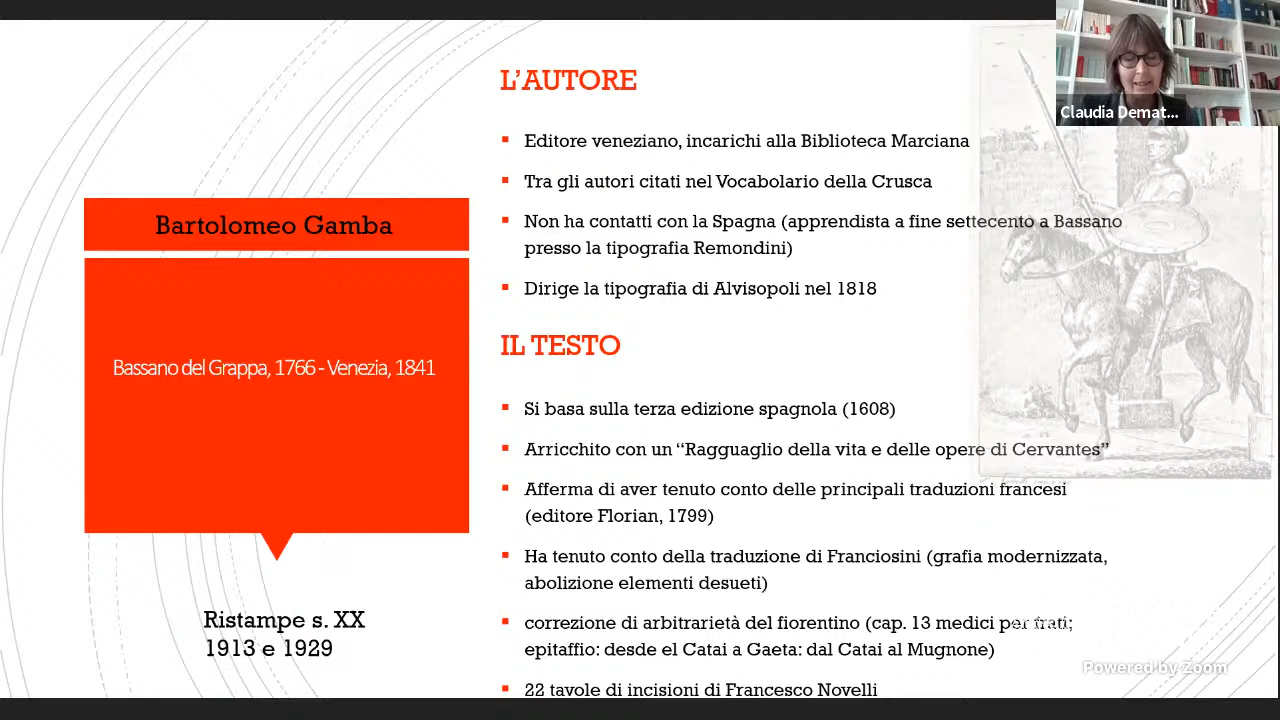 Claudia Demat...
Bartolomeo Gamba
Bassano del Grappa, 1766 - Venezia, 1841
Ristampe s. XX
1913 e 1929
L'AUTORE
Editore veneziano, incarichi alla Biblioteca Marciana
Tra gli autori citati nel Vocabolario della Crusca
Non ha contatti con la Spagna (apprendista a fine settecento a Bassano
presso la tipografia Remondini)
Dirige la tipografia di Alvisopoli nel 1818
IL TESTO
Si basa sulla terza edizione spagnola (1608)
Arricchito con un “Ragguaglio della vita e delle opere di Cervantes”
Afferma di aver tenuto conto delle principali traduzioni francesi
(editore Florian, 1799)
Ha tenuto conto della traduzione di Franciosini (grafia modernizzata,
abolizione elementi desueti)
correzione di arbitrarietà del fiorentino (cap. 13 medici
epitaffio: desde el Catai a Gaeta: dal Catai al Mugnone)
22 tavole di incisioni di Francesco Novelli
Powered by Zoom